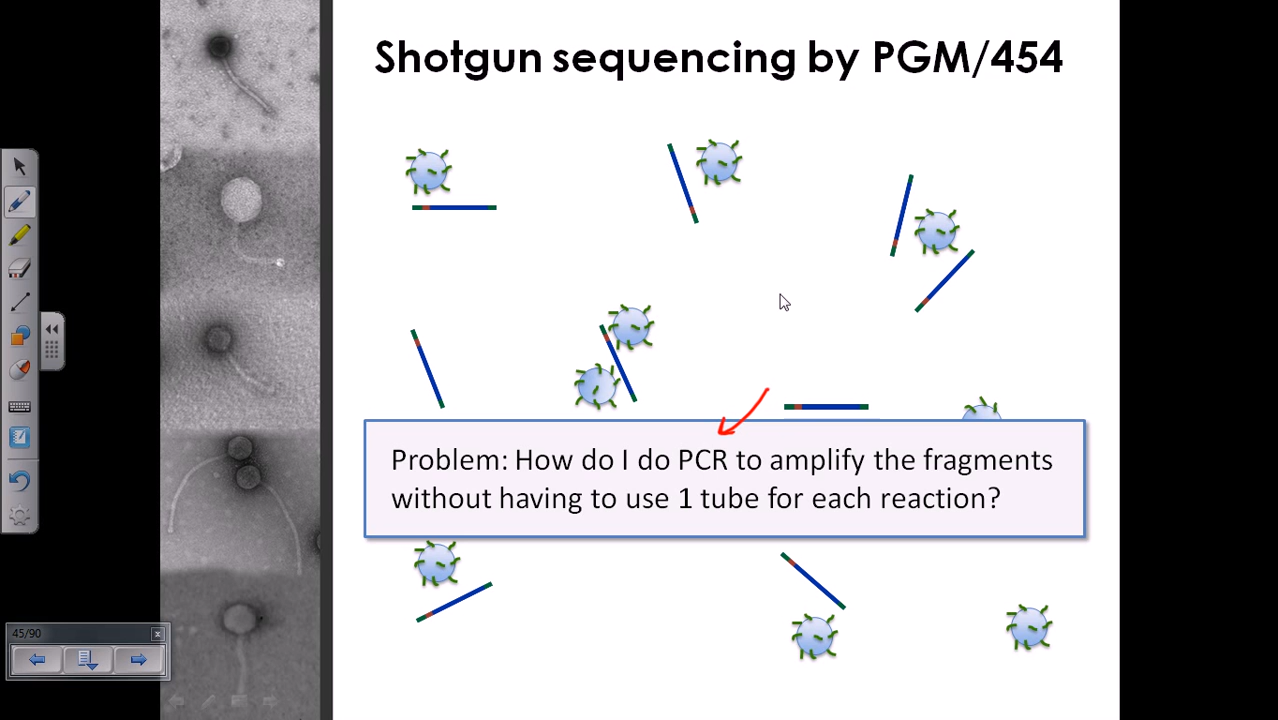 Shotgun sequencing by PGM/454
Problem: How do I do PCR to amplify the fragments
without having to use 1 tube for each reaction?
45/90
x